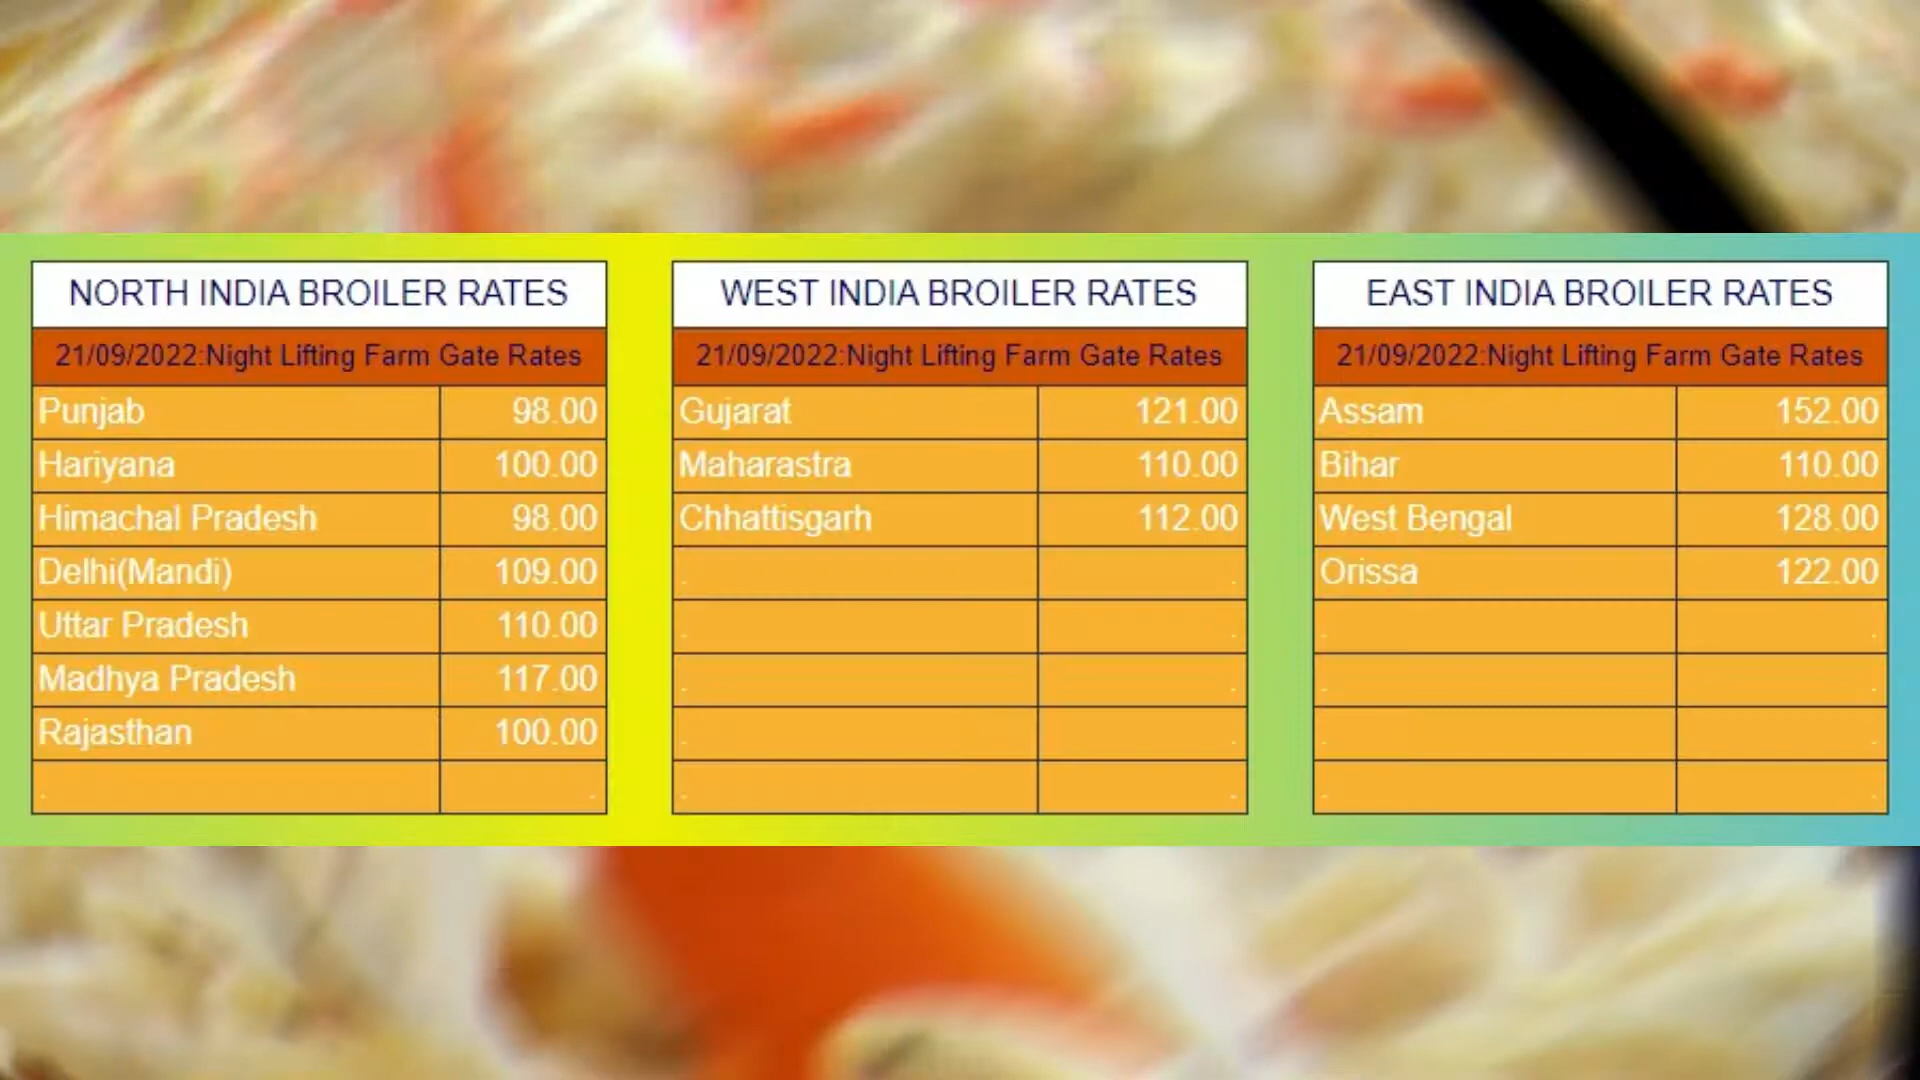 NORTH INDIA BROILER RATES
21/09/2022:Night Lifting Farm Gate Rates
Punjab 98.00
Hariyana 100.00
Himachal Pradesh 98.00
Delhi(Mandi) 109.00
Uttar Pradesh 110.00
Madhya Pradesh 117.00
Rajasthan 100.00
. .
WEST INDIA BROILER RATES
21/09/2022:Night Lifting Farm Gate Rates
Gujarat 121.00
Maharastra 110.00
Chhattisgarh 112.00
. .
. .
. .
. .
. .
EAST INDIA BROILER RATES
21/09/2022:Night Lifting Farm Gate Rates
Assam 152.00
Bihar 110.00
West Bengal 128.00
Orissa 122.00
. .
. .
. .
. .